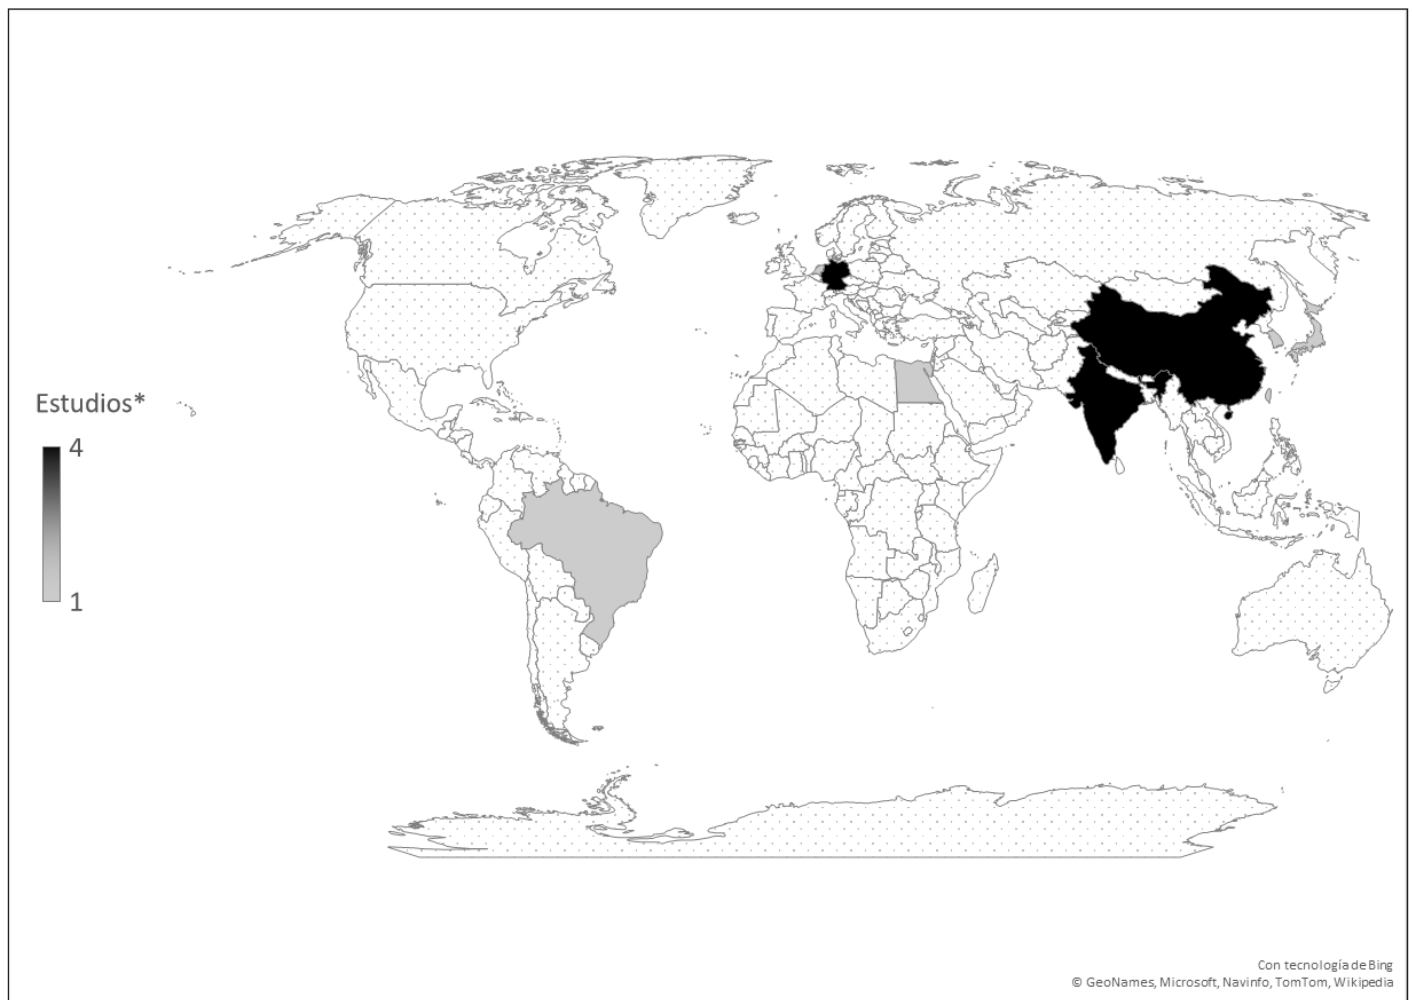 Estudios*
4
1
Con tecnología de Bing
© GeoNames, Microsoft, Navinfo, TomTom, Wikipedia